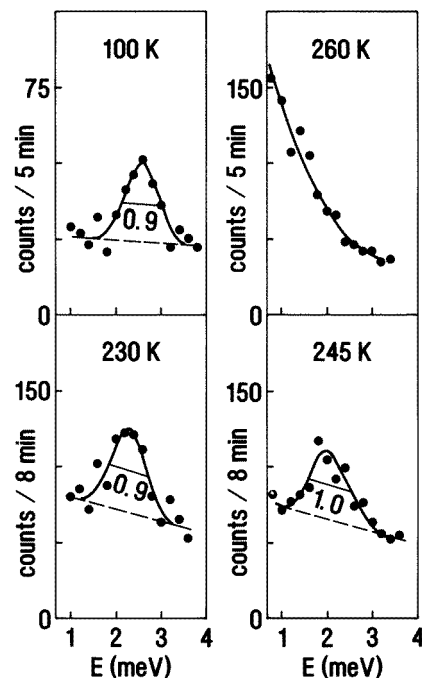 100 K
75
0
counts / 5 min
0.9
260 K
150
0
counts / 5 min
230 K
150
0
counts / 8 min
0.9
1 2 3 4
E (meV)
245 K
150
0
counts / 8 min
1.0
1 2 3 4
E (meV)